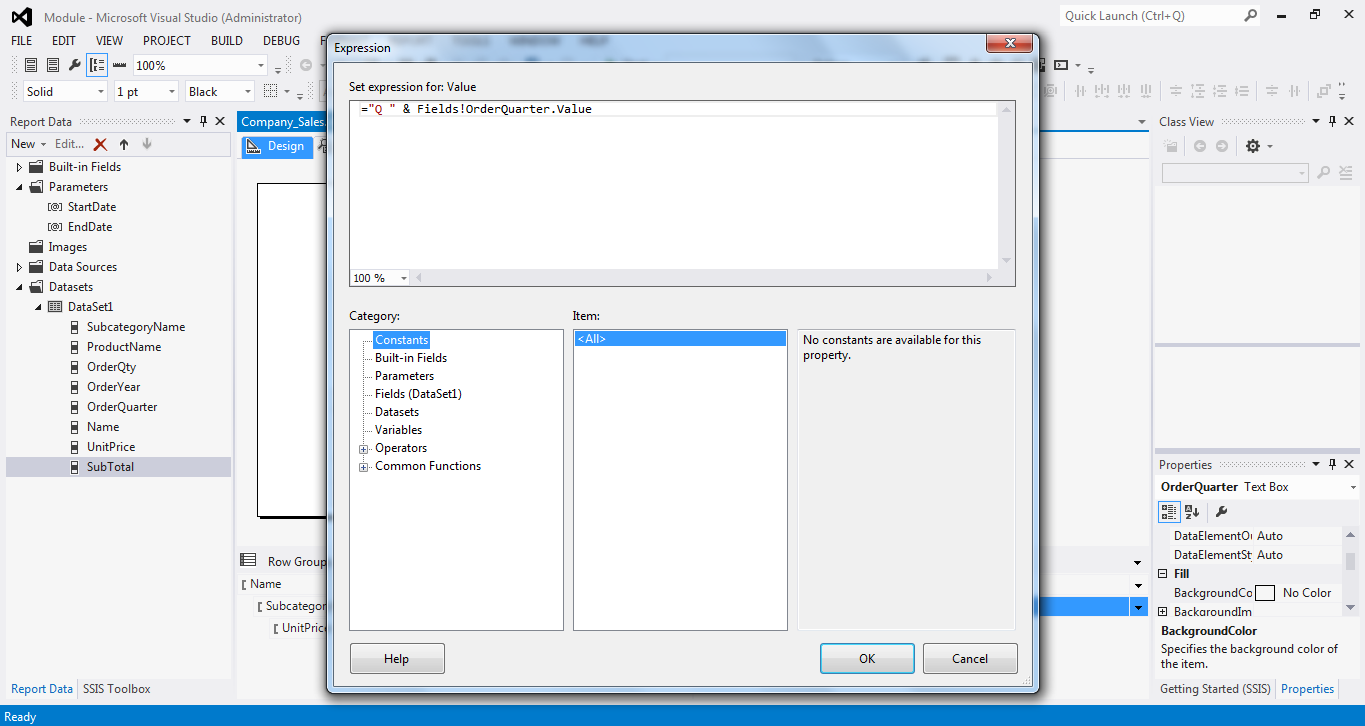 Module - Microsoft Visual Studio (Administrator)
Quick Launch (Ctrl+Q)
FILE EDIT VIEW PROJECT BUILD DEBUG
100%
Solid 1 pt Black
Report Data
New Edit...
Built-in Fields
Parameters
StartDate
EndDate
Images
Data Sources
Datasets
DataSet1
SubcategoryName
ProductName
OrderQty
OrderYear
OrderQuarter
Name
UnitPrice
SubTotal
Report Data SSIS Toolbox
Ready
Company_Sales.
Design
Row Group
Name
Subcategor
UnitPrice
Expression
Set expression for: Value
="Q " & Fields!OrderQuarter.Value
100 %
Category:
Constants
Built-in Fields
Parameters
Fields (DataSet1)
Datasets
Variables
Operators
Common Functions
Item:
<All>
No constants are available for this
property.
Help OK Cancel
Class View
Properties
OrderQuarter Text Box
DataElementOu Auto
DataElementSty Auto
Fill
BackgroundCo No Color
BackgroundIm
BackgroundColor
Specifies the background color of
the item.
Getting Started (SSIS) Properties